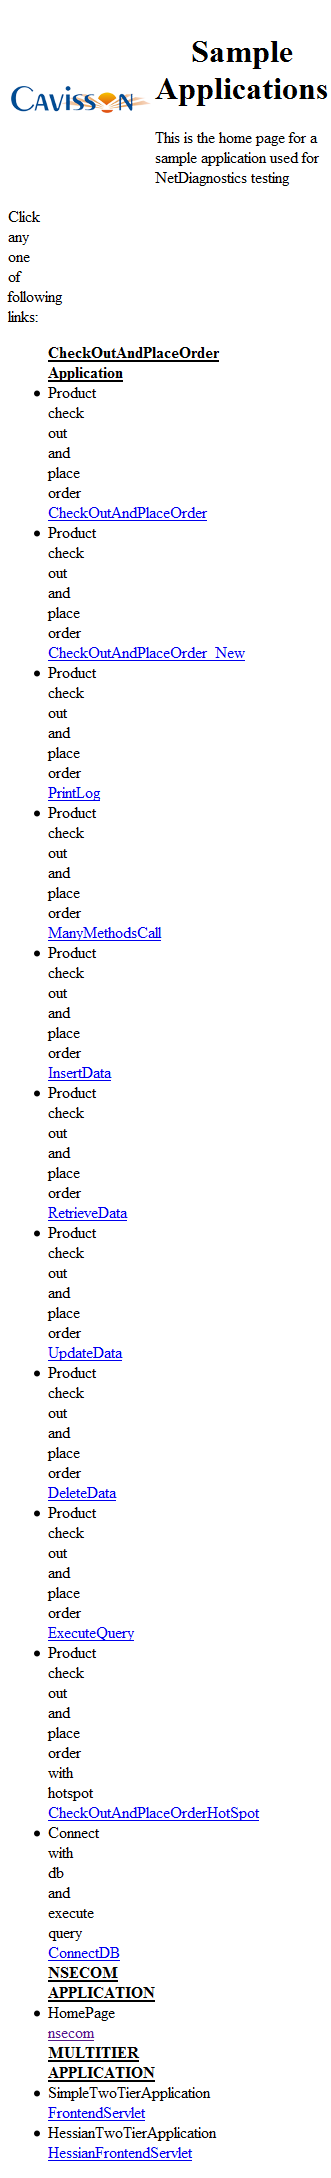 CAVISSON
Sample
Applications
This is the home page for a
sample application used for
NetDiagnostics testing
Click
any
one
of
following
links:
CheckOutAndPlaceOrder
Application
Product
check
out
and
place
order
CheckOutAndPlaceOrder
Product
check
out
and
place
order
CheckOutAndPlaceOrder_New
Product
check
out
and
place
order
PrintLog
Product
check
out
and
place
order
ManyMethodsCall
Product
check
out
and
place
order
InsertData
Product
check
out
and
place
order
RetrieveData
Product
check
out
and
place
order
UpdateData
Product
check
out
and
place
order
DeleteData
Product
check
out
and
place
order
ExecuteQuery
Product
check
out
and
place
order
with
hotspot
CheckOutAndPlaceOrderHotSpot
Connect
with
db
and
execute
query
ConnectDB
NSECOM
APPLICATION
HomePage
nsecom
MULTITIER
APPLICATION
SimpleTwoTierApplication
FrontendServlet
HessianTwoTierApplication
HessianFrontendServlet